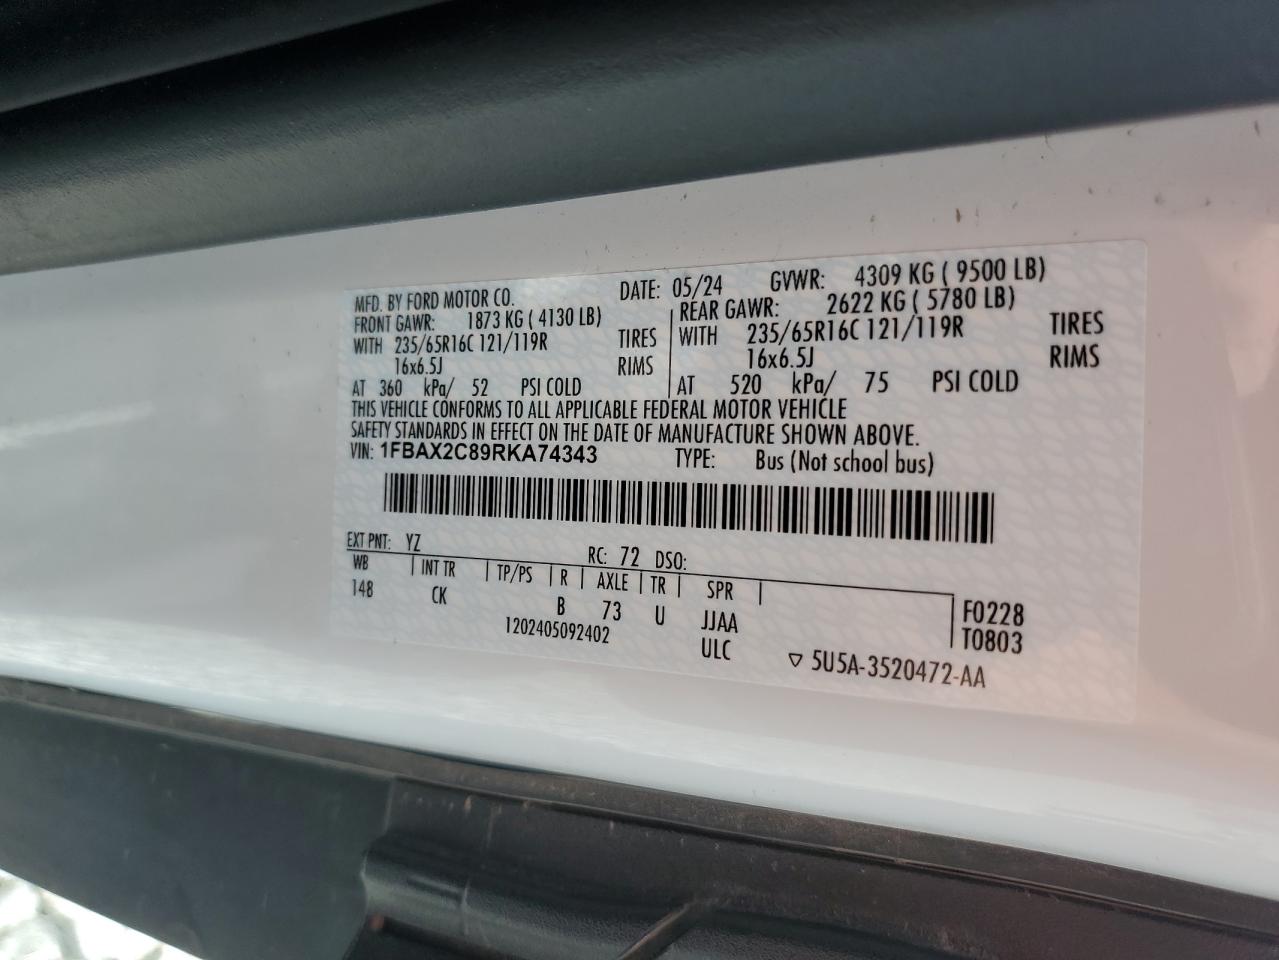 MFD. BY FORD MOTOR CO. DATE: 05/24 GVWR: 4309 KG ( 9500 LB)
FRONT GAWR: 1873 KG ( 4130 LB) REAR GAWR: 2622 KG ( 5780 LB)
WITH 235/65R16C 121/119R TIRES WITH 235/65R16C 121/119R TIRES
16x6.5J RIMS 16x6.5J RIMS
AT 360 kPa/ 52 PSI COLD AT 520 kPa/ 75 PSI COLD
THIS VEHICLE CONFORMS TO ALL APPLICABLE FEDERAL MOTOR VEHICLE
SAFETY STANDARDS IN EFFECT ON THE DATE OF MANUFACTURE SHOWN ABOVE.
VIN: 1FBAX2C89RKA74343 TYPE: Bus (Not school bus)
EXT PNT: YZ RC: 72 DSO:
WB INT TR TP/PS R AXLE TR SPR
148 CK B 73 U JJAA F0228
1202405092402 ULC T0803
▽ 5U5A-3520472-AA